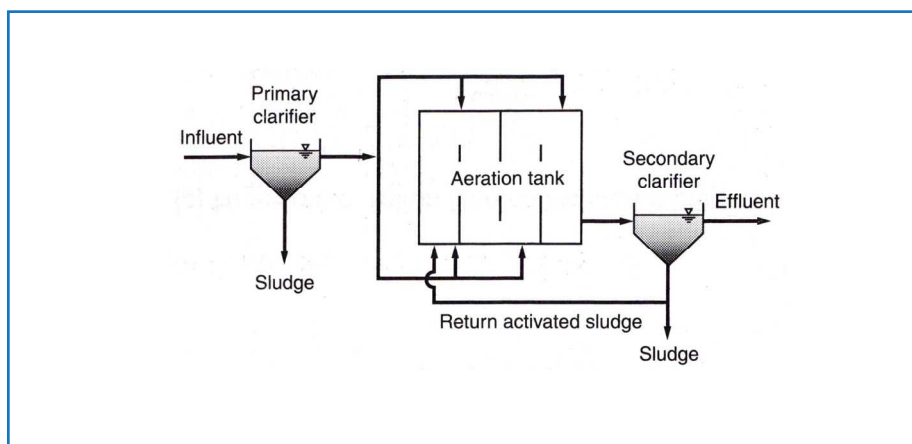 Primary
clarifier
Influent
Aeration tank
Secondary
clarifier
Effluent
Sludge
Return activated sludge
Sludge